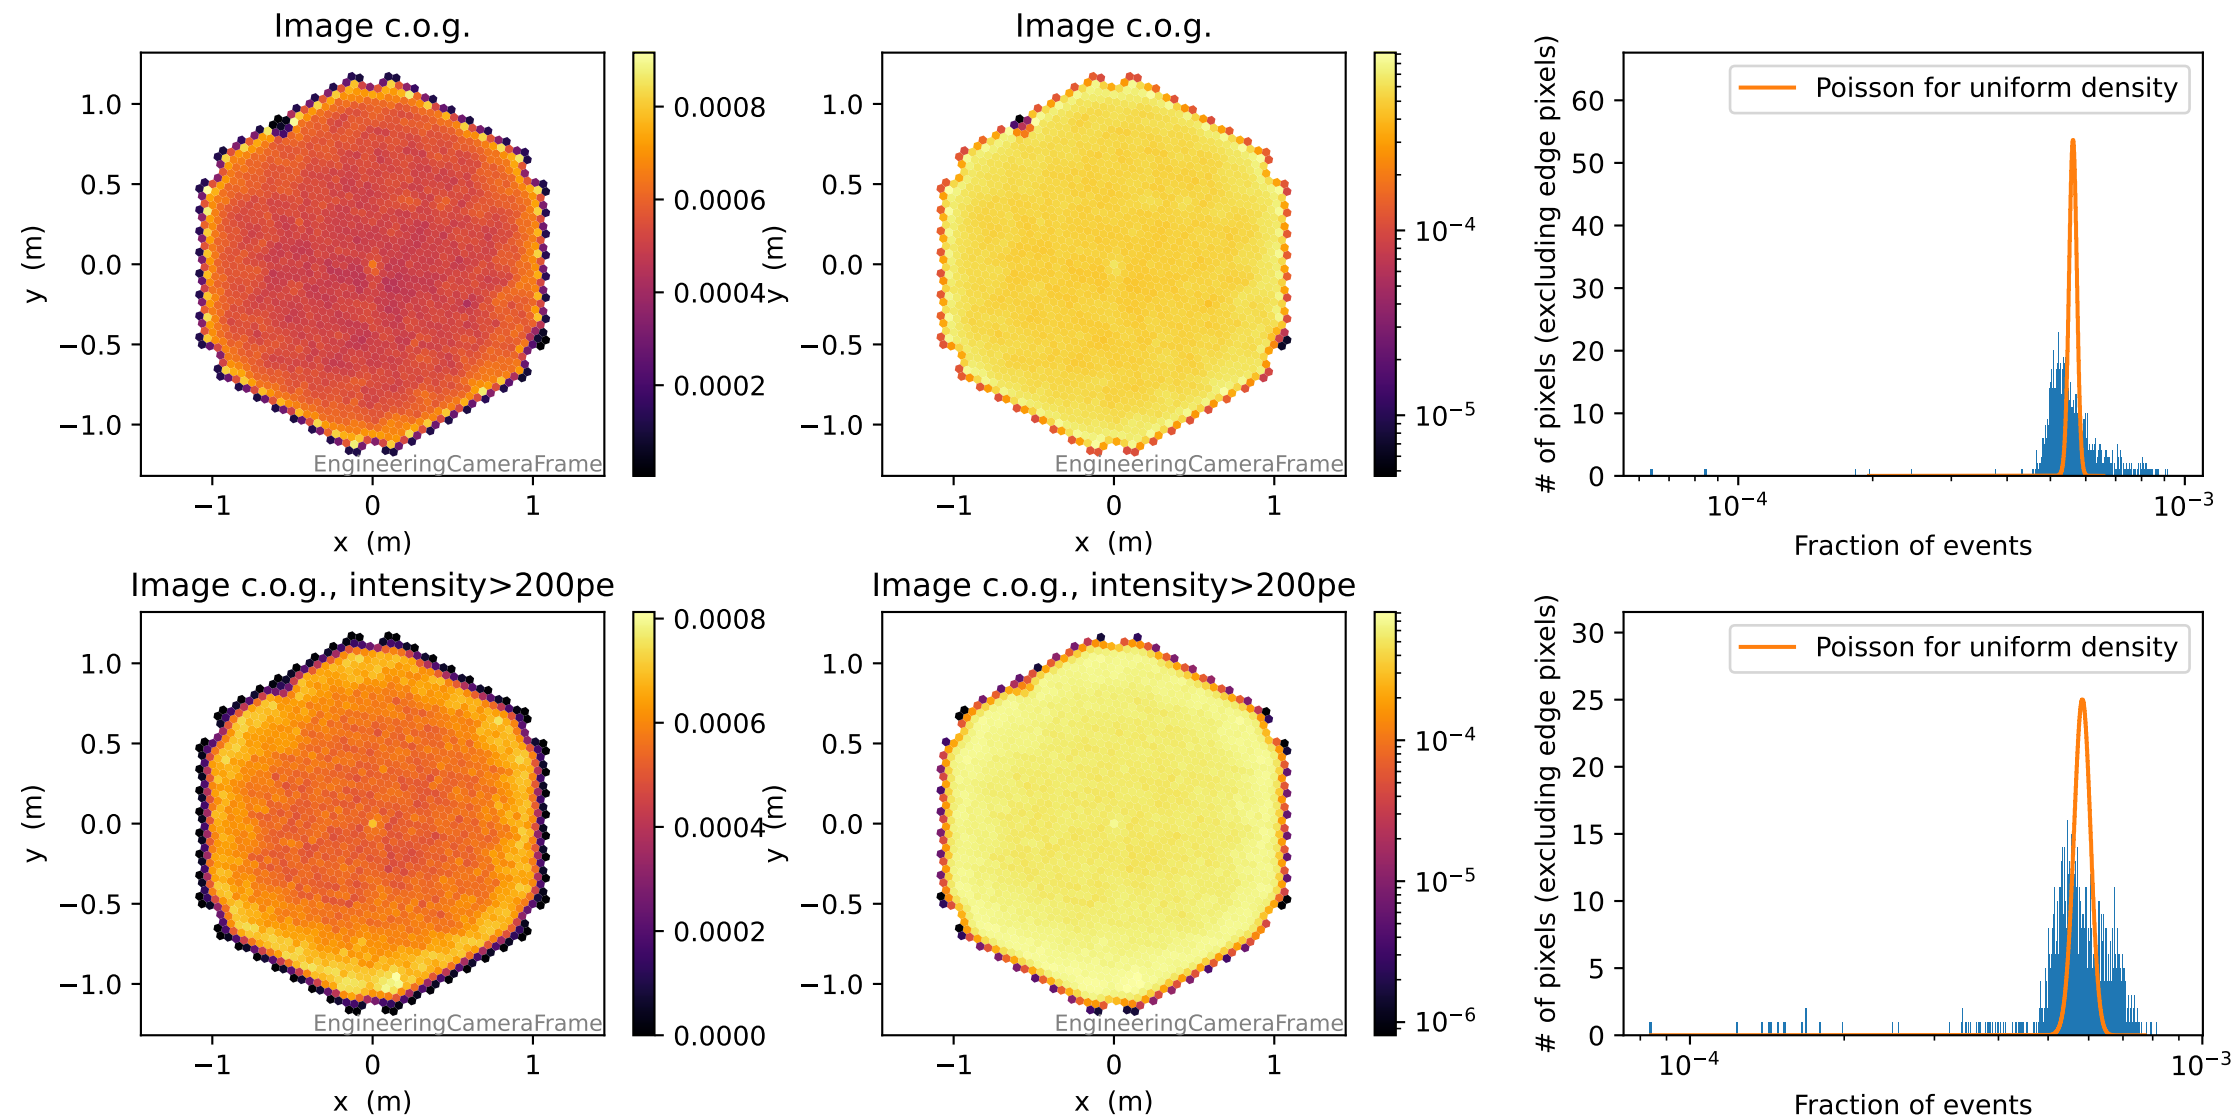 Image c.o.g.
1.0
0.5
0.0
−0.5
−1.0
y (m)
EngineeringCameraFrame
−1
0
1
x (m)
0.0008
0.0006
0.0004
0.0002
Image c.o.g.
1.0
0.5
0.0
−0.5
−1.0
y (m)
EngineeringCameraFrame
−1
0
1
x (m)
10⁻⁴
10⁻⁵
# of pixels (excluding edge pixels)
60
50
40
30
20
10
0
Poisson for uniform density
10⁻⁴
10⁻³
Fraction of events
Image c.o.g., intensity>200pe
1.0
0.5
0.0
−0.5
−1.0
y (m)
EngineeringCameraFrame
−1
0
1
x (m)
0.0008
0.0006
0.0004
0.0002
0.0000
Image c.o.g., intensity>200pe
1.0
0.5
0.0
−0.5
−1.0
y (m)
EngineeringCameraFrame
−1
0
1
x (m)
10⁻⁴
10⁻⁵
10⁻⁶
# of pixels (excluding edge pixels)
30
25
20
15
10
5
0
Poisson for uniform density
10⁻⁴
10⁻³
Fraction of events